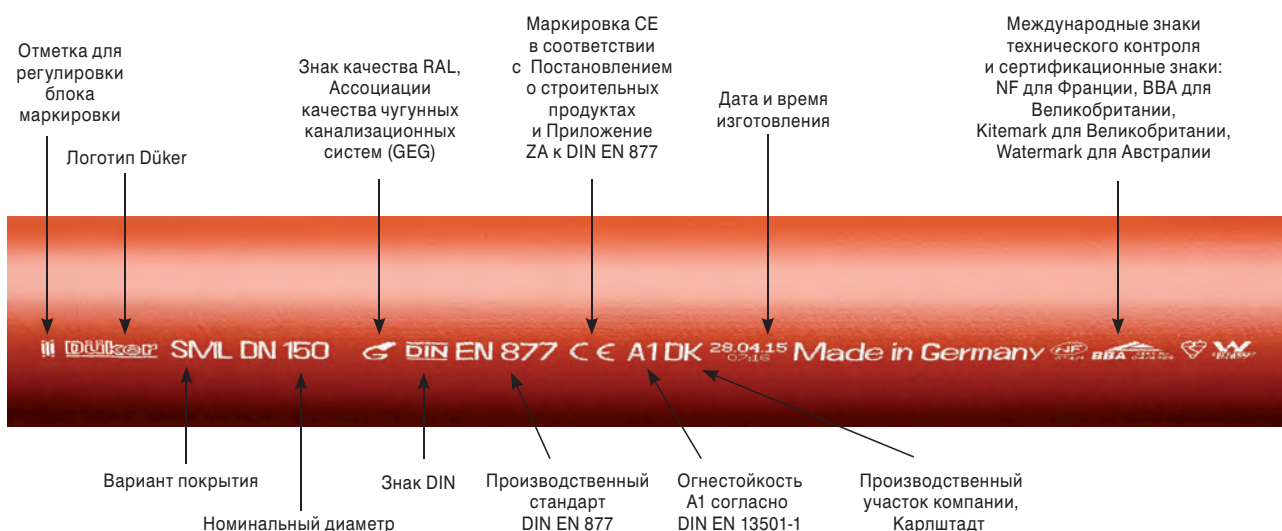 Отметка для
регулировки
блока
маркировки
Логотип Düker
Знак качества RAL,
Ассоциации
качества чугунных
канализационных
систем (GEG)
Маркировка CE
в соответствии
с Постановлением
о строительных
продуктах
и Приложение
ZA к DIN EN 877
Дата и время
изготовления
Международные знаки
технического контроля
и сертификационные знаки:
NF для Франции, BBA для
Великобритании,
Kitemark для Великобритании,
Watermark для Австралии
Düker SML DN 150 DIN EN 877 CE A1 DK 28.04.15 07:16 Made in Germany NF BBA W
Вариант покрытия
Номинальный диаметр
Знак DIN
Производственный
стандарт
DIN EN 877
Огнестойкость
A1 согласно
DIN EN 13501-1
Производственный
участок компании,
Карлштадт